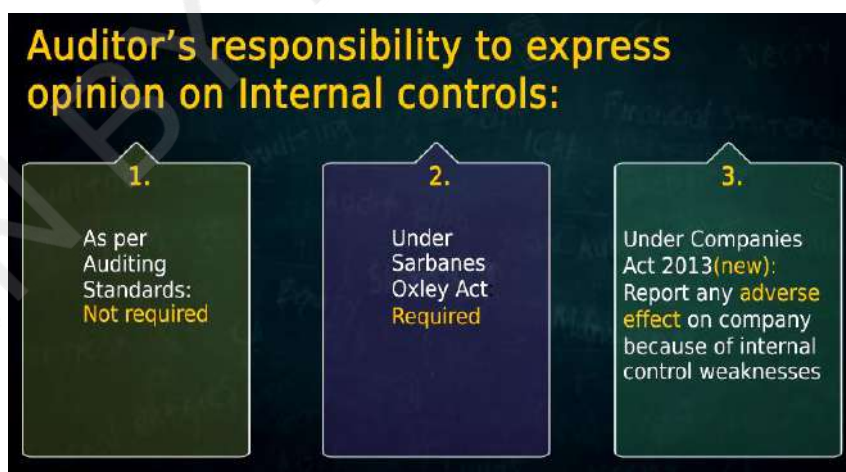 Auditor’s responsibility to express
opinion on Internal controls:
1.
As per
Auditing
Standards:
Not required
2.
Under
Sarbanes
Oxley Act:
Required
3.
Under Companies
Act 2013(new):
Report any adverse
effect on company
because of internal
control weaknesses